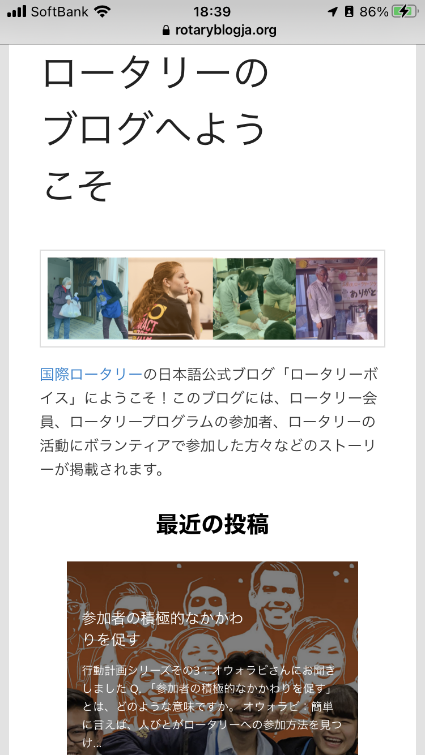 SoftBank 18:39 86%
rotaryblogja.org
ロータリーの
ブログへよう
こそ
ありがと
国際ロータリーの日本語公式ブログ「ロータリーボ
イス」にようこそ！このブログには、ロータリー会
員、ロータリープログラムの参加者、ロータリーの
活動にボランティアで参加した方々などのストーリ
ーが掲載されます。
最近の投稿
参加者の積極的なかかわ
りを促す
行動計画シリーズその3：オウォラビさんにお聞き
しました Q. 「参加者の積極的なかかわりを促す」
とは、どのような意味ですか。 オウォラビ：簡単
に言えば、人びとがロータリーへの参加方法を見つ
け...